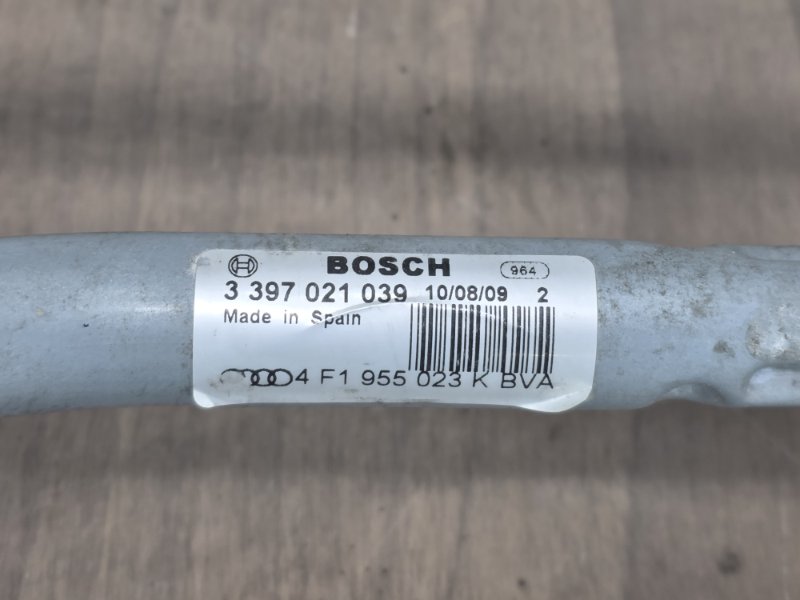 BOSCH 964
3 397 021 039 10/08/09 2
Made in Spain
4 F1 955 023 K BVA